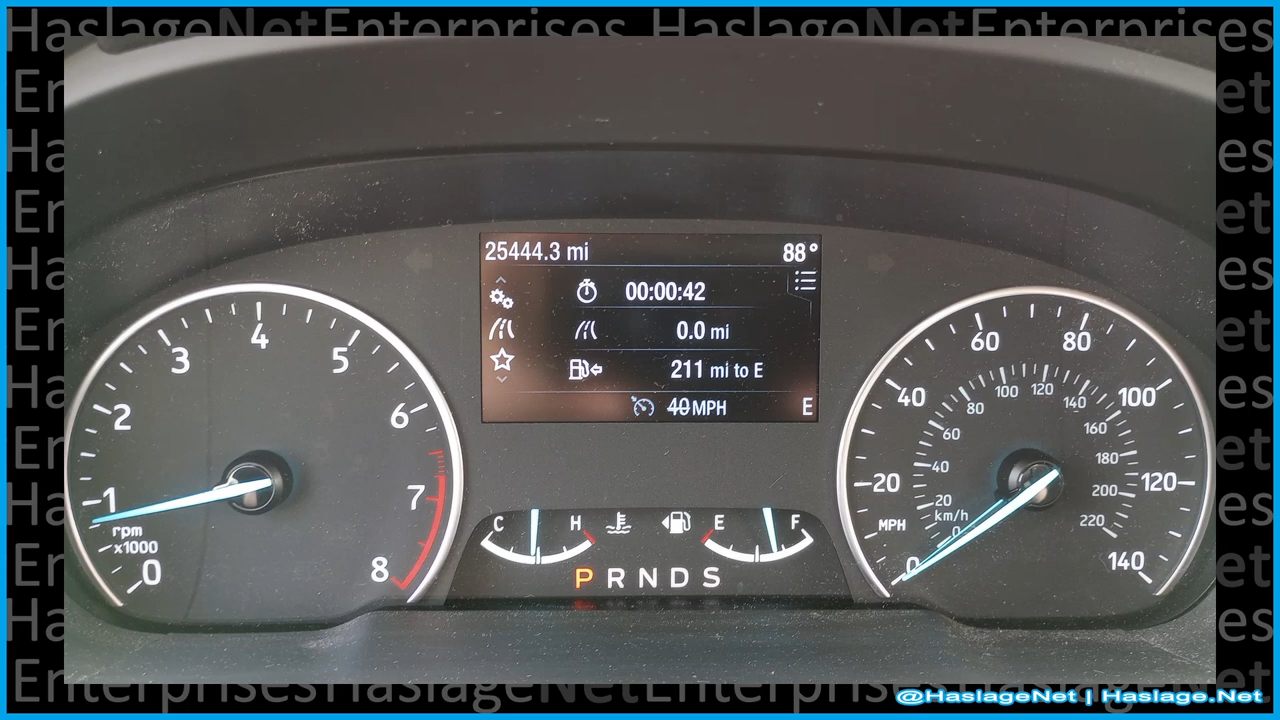 HaslageNetEnterprises HaslageNetEnterprises
25444.3 mi 88°
00:00:42
0.0 mi
211 mi to E
40 MPH E
0 1 2 3 4 5 6 7 8
rpm
x1000
C H
E F
P R N D S
0 20 40 60 80 100 120 140
MPH
0 20 40 60 80 100 120 140 160 180 200 220
km/h
EnterprisesHaslageNetEnterprisesHaslageNet
@HaslageNet | Haslage.Net